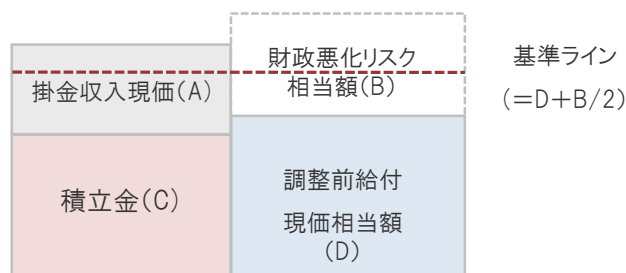 掛金収入現価(A)
積立金(C)
財政悪化リスク
相当額(B)
調整前給付
現価相当額
(D)
基準ライン
(=D+B/2)